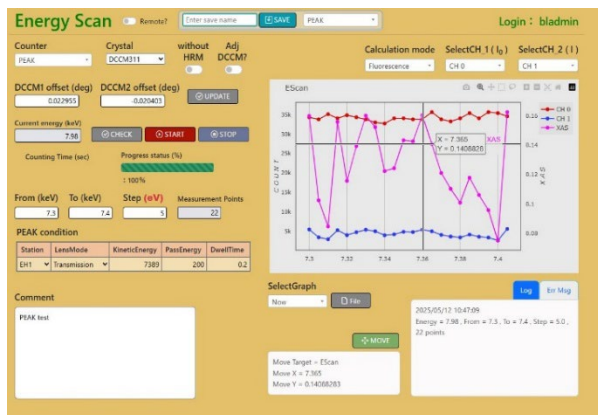 Energy Scan
Remote?
Enter save name
SAVE
PEAK
Login : bladmin
Counter
Crystal
without HRM
Adj DCCM?
PEAK
DCCM311
Calculation mode
SelectCH_1 ( I0 )
SelectCH_2 ( I )
Fluorescence
CH 0
CH 1
DCCM1 offset (deg)
DCCM2 offset (deg)
0.022955
-0.020403
UPDATE
Current energy (keV)
7.98
CHECK
START
STOP
Counting Time (sec)
Progress status (%)
: 100%
From (keV)
To (keV)
Step (eV)
Measurement Points
7.3
7.4
5
22
PEAK condition
Station
LensMode
KineticEnergy
PassEnergy
DwellTime
EH1
Transmission
7389
200
0.2
Comment
PEAK test
EScan
35k
30k
25k
20k
15k
10k
5k
COUNT
X = 7.365
Y = 0.1408828
XAS
0.16
0.14
0.12
0.1
0.08
XAS
CH 0
CH 1
XAS
7.3
7.32
7.34
7.36
7.38
7.4
SelectGraph
Now
File
MOVE
Move Target = EScan
Move X = 7.365
Move Y = 0.14088283
Log
Err Msg
2025/05/12 10:47:09
Energy = 7.98 , From = 7.3 , To = 7.4 , Step = 5.0 ,
22 points